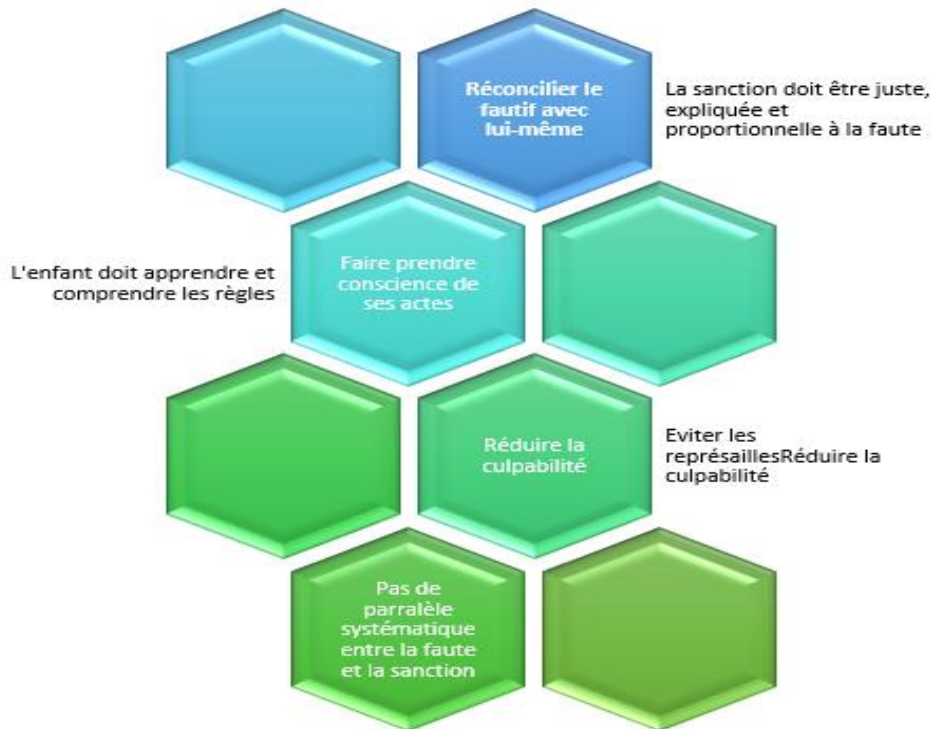 Réconcilier le
fautif avec
lui-même
La sanction doit être juste,
expliquée et
proportionnelle à la faute
L'enfant doit apprendre et
comprendre les règles
Faire prendre
conscience de
ses actes
Réduire la
culpabilité
Eviter les
représaillesRéduire la
culpabilité
Pas de
parralèle
systématique
entre la faute
et la sanction